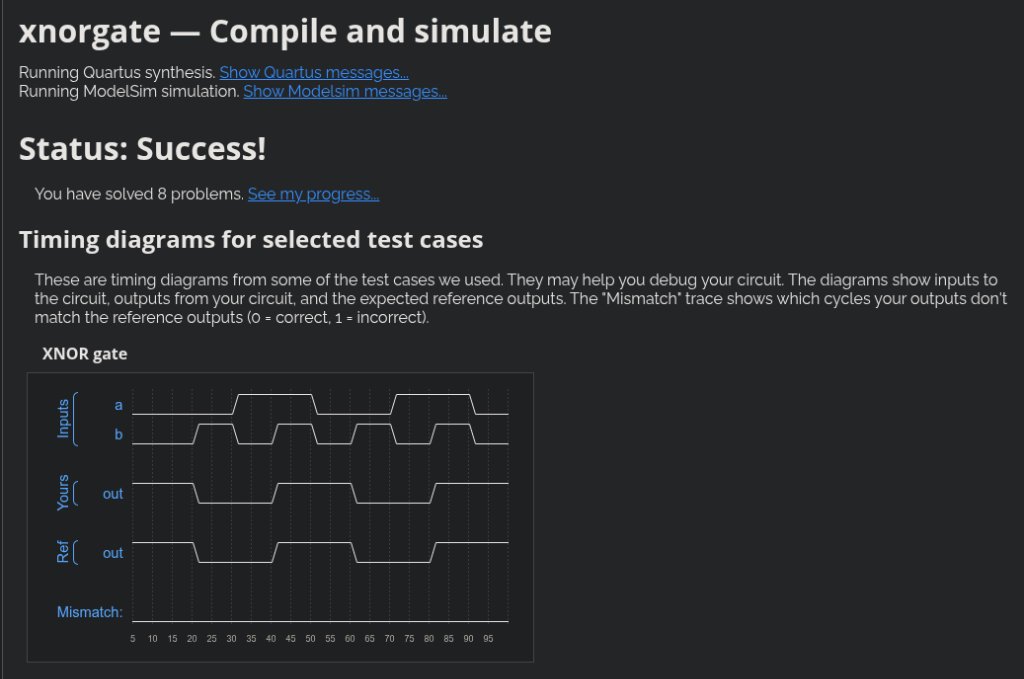 xnorgate — Compile and simulate
Running Quartus synthesis. Show Quartus messages...
Running ModelSim simulation. Show Modelsim messages...
Status: Success!
You have solved 8 problems. See my progress...
Timing diagrams for selected test cases
These are timing diagrams from some of the test cases we used. They may help you debug your circuit. The diagrams show inputs to
the circuit, outputs from your circuit, and the expected reference outputs. The "Mismatch" trace shows which cycles your outputs don't
match the reference outputs (0 = correct, 1 = incorrect).
XNOR gate
Inputs
a
b
Yours
out
Ref
out
Mismatch:
5 10 15 20 25 30 35 40 45 50 55 60 65 70 75 80 85 90 95